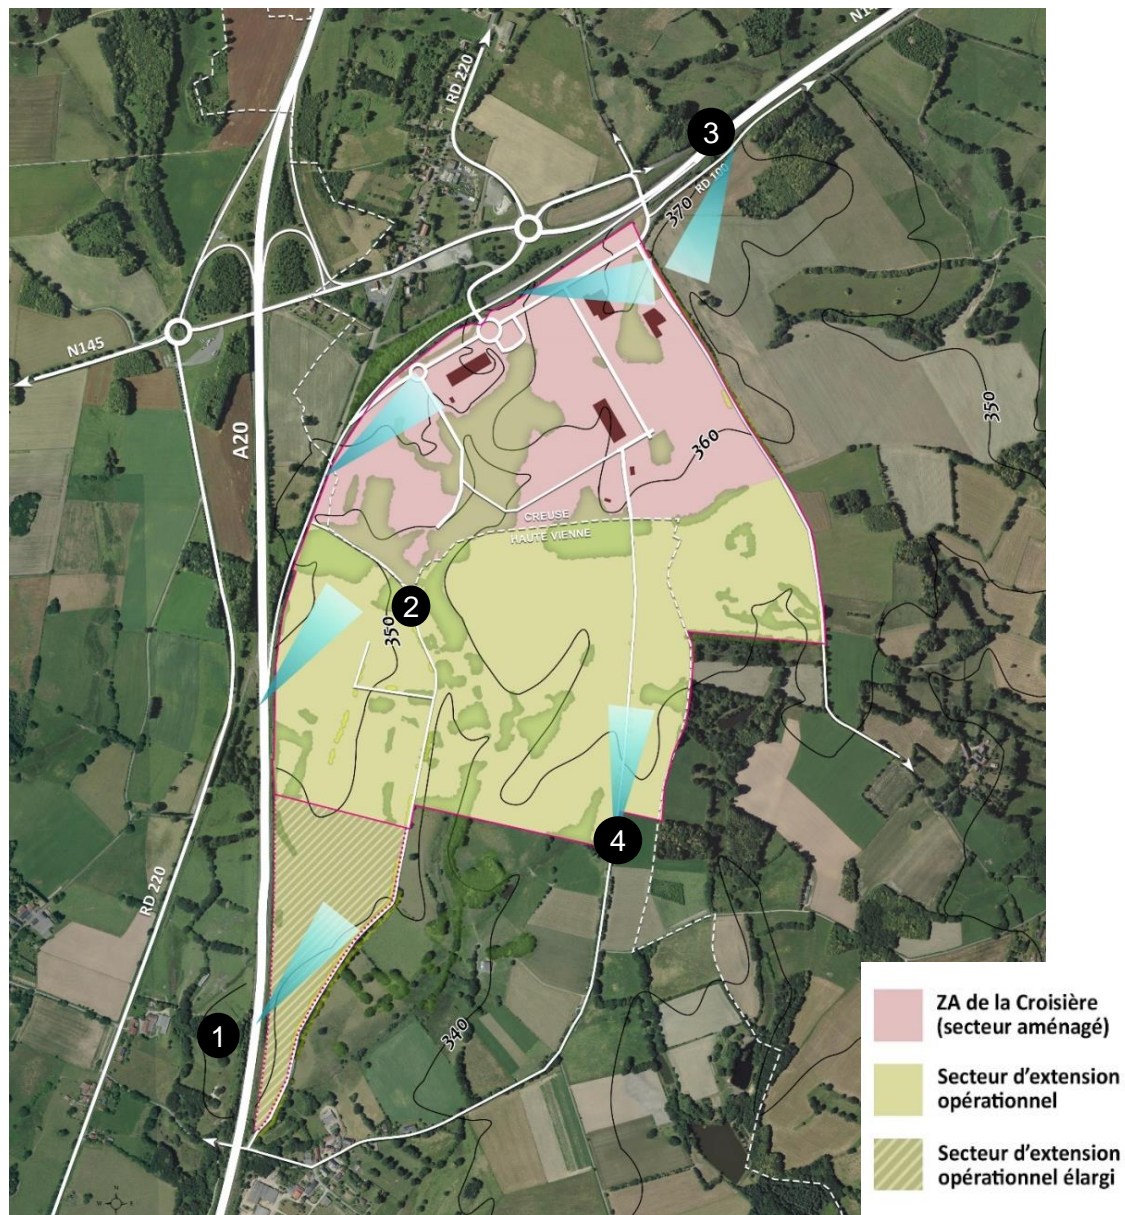 N14
RD 220
3
RD 100
370
N145
A20
350
360
CREUSE
HAUTE VIENNE
2
350
4
RD 220
1
340
ZA de la Croisière
(secteur aménagé)
Secteur d'extension
opérationnel
Secteur d'extension
opérationnel élargi